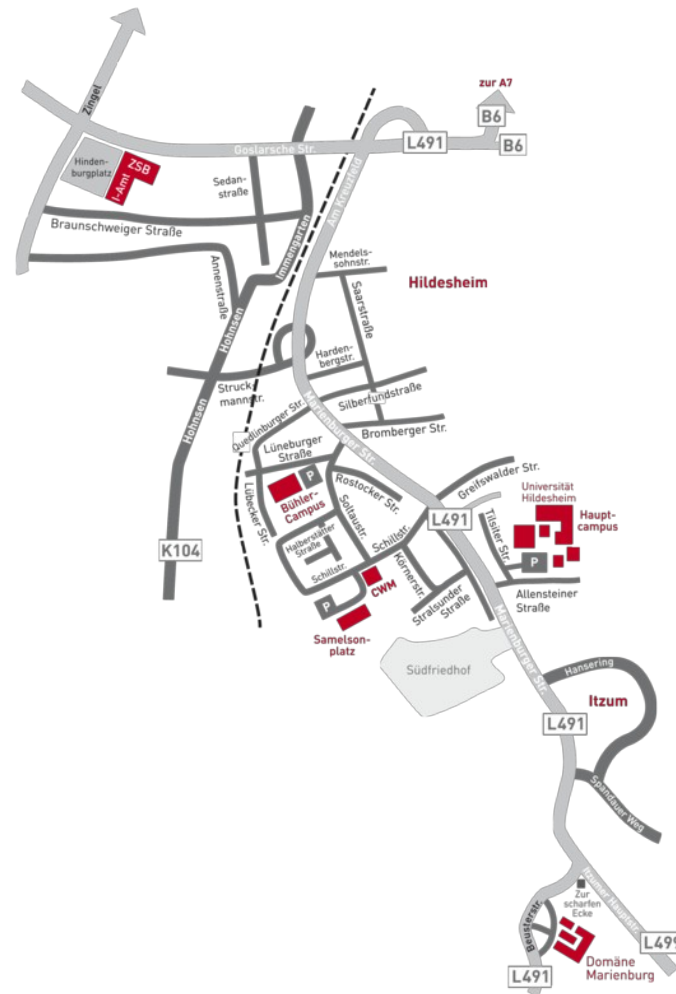 zur A7
B6
Zingel
L491
B6
Goslarsche Str.
Hinden-
burgplatz
ZSB
I-Amt
Sedan-
straße
Am Kreuzfeld
Braunschweiger Straße
Immengarten
Mendels-
sohnstr.
Annenstraße
Hildesheim
Saarstraße
Hohnsen
Harden-
bergstr.
Struck-
mannstr.
Silberfundstraße
Quedlinburger Str.
Marienburger Str.
Bromberger Str.
Hohnsen
Lüneburger
Straße
Greifswalder Str.
P
Rostocker Str.
Lübecker Str.
Bühler-
Campus
Soltaustr.
Universität
Hildesheim
Haupt-
campus
L491
Tilsiter Str.
K104
Halberstätter
Straße
Schillstr.
P
Schillstr.
Körnerstr.
CWM
Stralsunder
Straße
Allensteiner
Straße
P
Samelson-
platz
Marienburger Str.
Südfriedhof
Hansering
Itzum
L491
Spandauer Weg
Itzumer Hauptstr.
Zur
scharfen
Ecke
Beusterstr.
L499
Domäne
Marienburg
L491